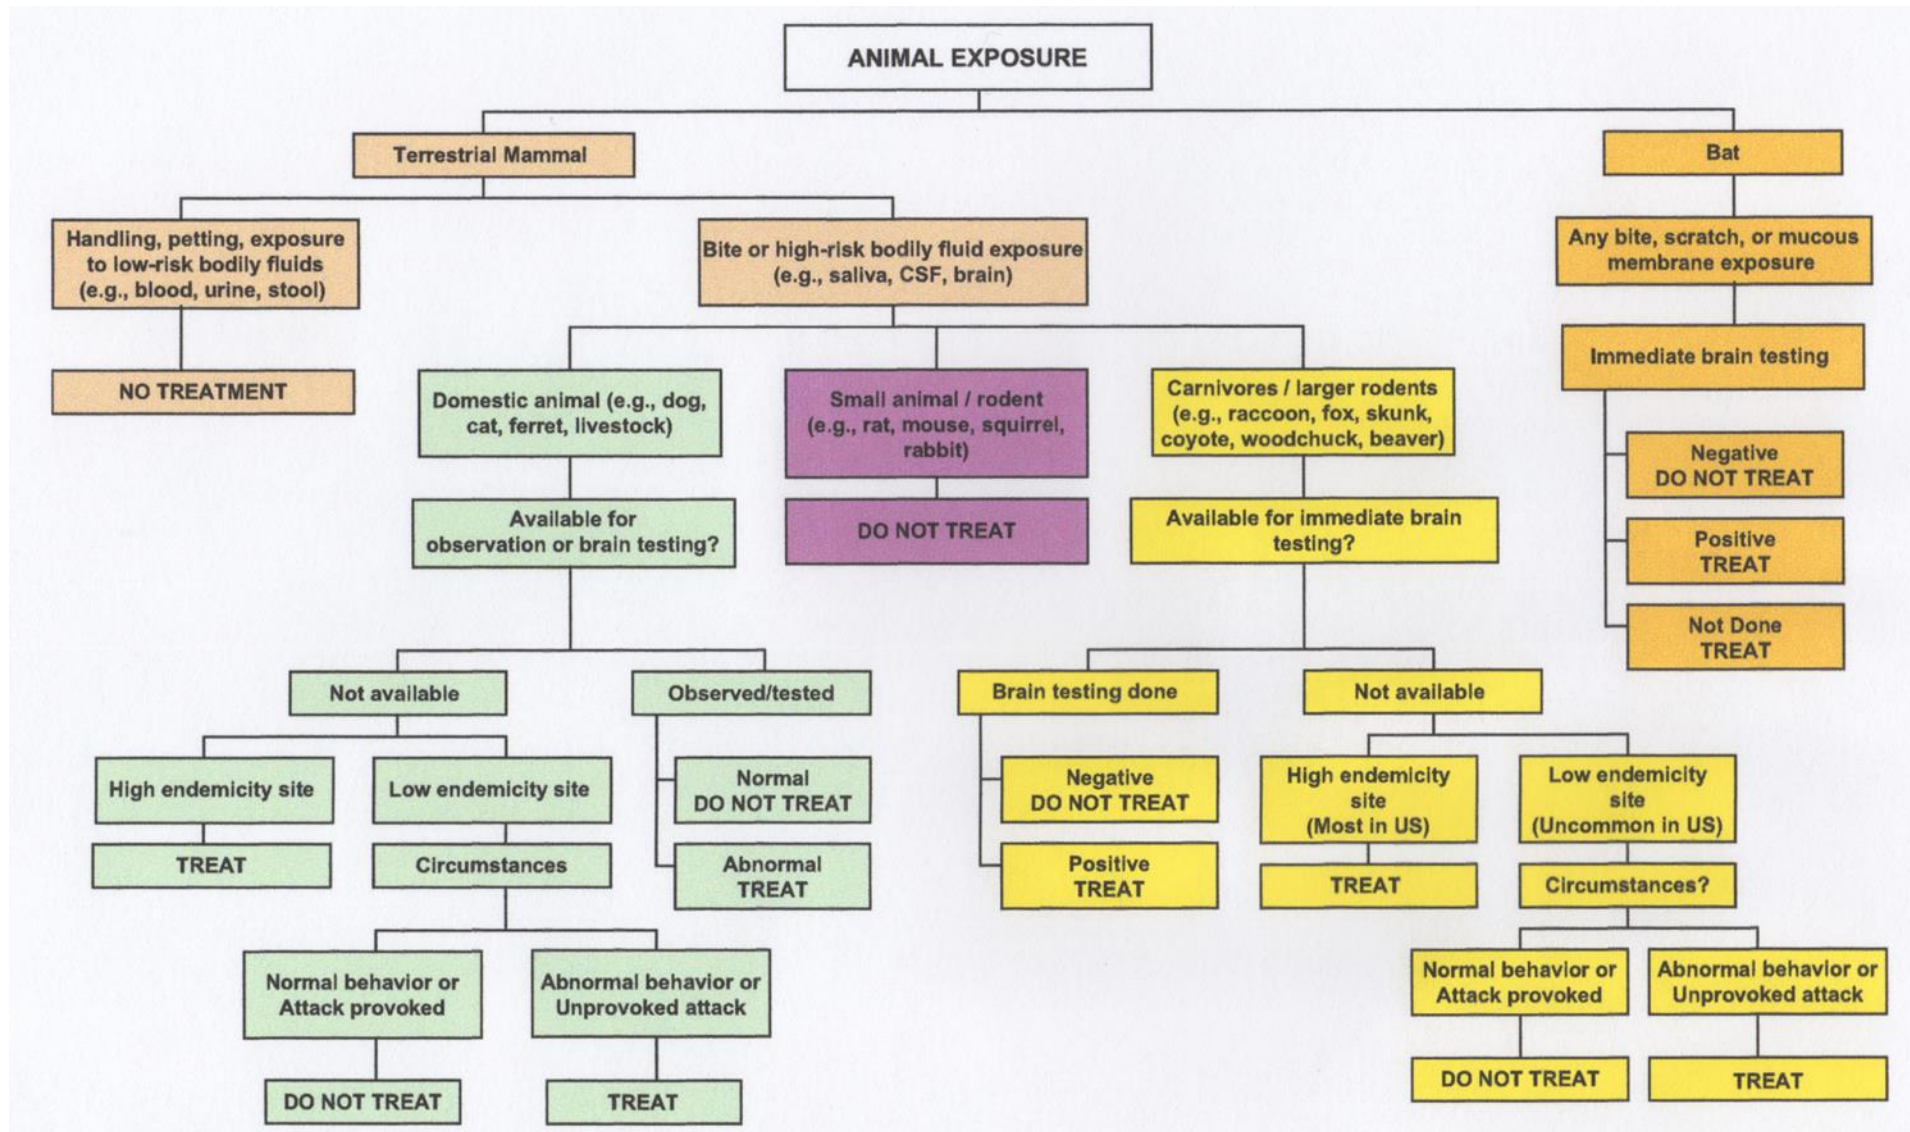 ANIMAL EXPOSURE
Terrestrial Mammal
Bat
Handling, petting, exposure
to low-risk bodily fluids
(e.g., blood, urine, stool)
Bite or high-risk bodily fluid exposure
(e.g., saliva, CSF, brain)
Any bite, scratch, or mucous
membrane exposure
NO TREATMENT
Domestic animal (e.g., dog,
cat, ferret, livestock)
Small animal / rodent
(e.g., rat, mouse, squirrel,
rabbit)
Carnivores / larger rodents
(e.g., raccoon, fox, skunk,
coyote, woodchuck, beaver)
Immediate brain testing
Negative
DO NOT TREAT
Positive
TREAT
Not Done
TREAT
Available for
observation or brain testing?
DO NOT TREAT
Available for immediate brain
testing?
Not available
Observed/tested
Brain testing done
Not available
High endemicity site
Low endemicity site
Normal
DO NOT TREAT
Negative
DO NOT TREAT
High endemicity
site
(Most in US)
Low endemicity
site
(Uncommon in US)
TREAT
Circumstances
Abnormal
TREAT
Positive
TREAT
TREAT
Circumstances?
Normal behavior or
Attack provoked
Abnormal behavior or
Unprovoked attack
Normal behavior or
Attack provoked
Abnormal behavior or
Unprovoked attack
DO NOT TREAT
TREAT
DO NOT TREAT
TREAT